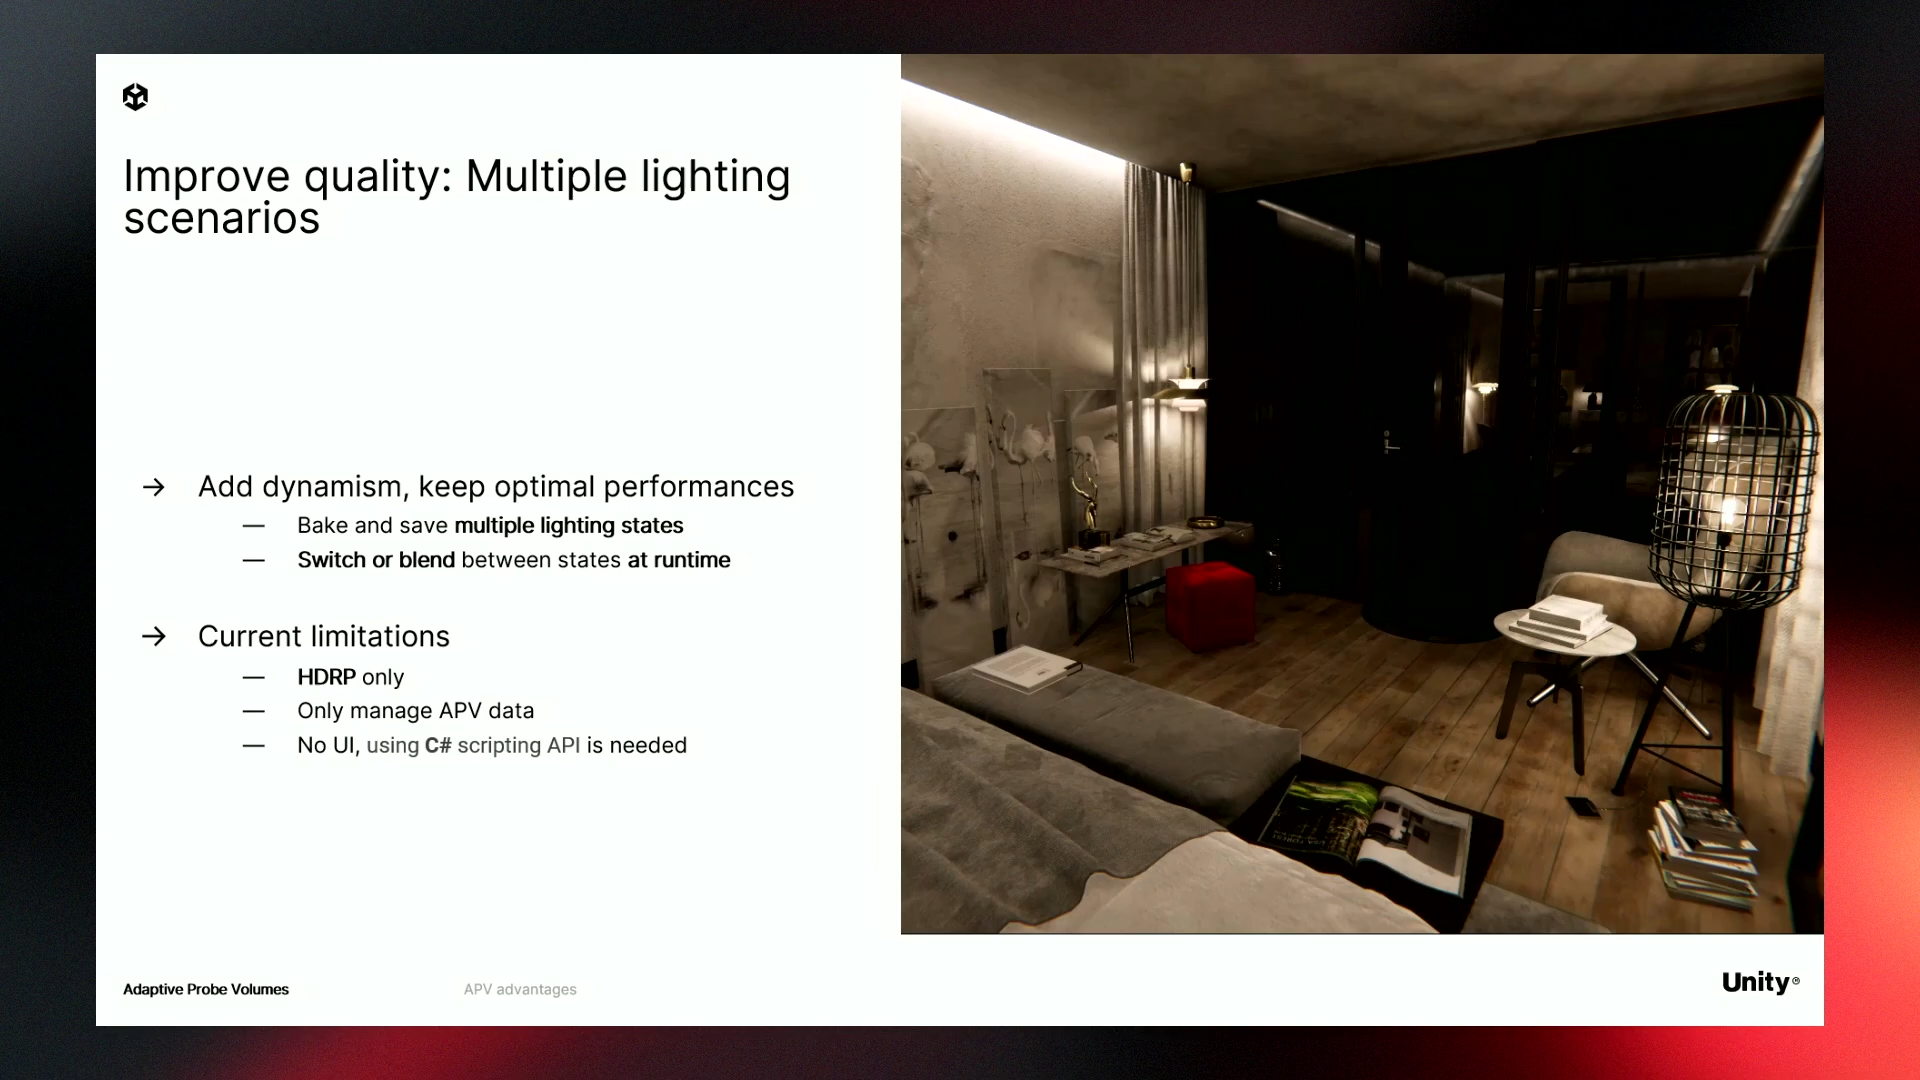 Improve quality: Multiple lighting
scenarios
→ Add dynamism, keep optimal performances
— Bake and save multiple lighting states
— Switch or blend between states at runtime
→ Current limitations
— HDRP only
— Only manage APV data
— No UI, using C# scripting API is needed
Adaptive Probe Volumes
APV advantages
Unity®